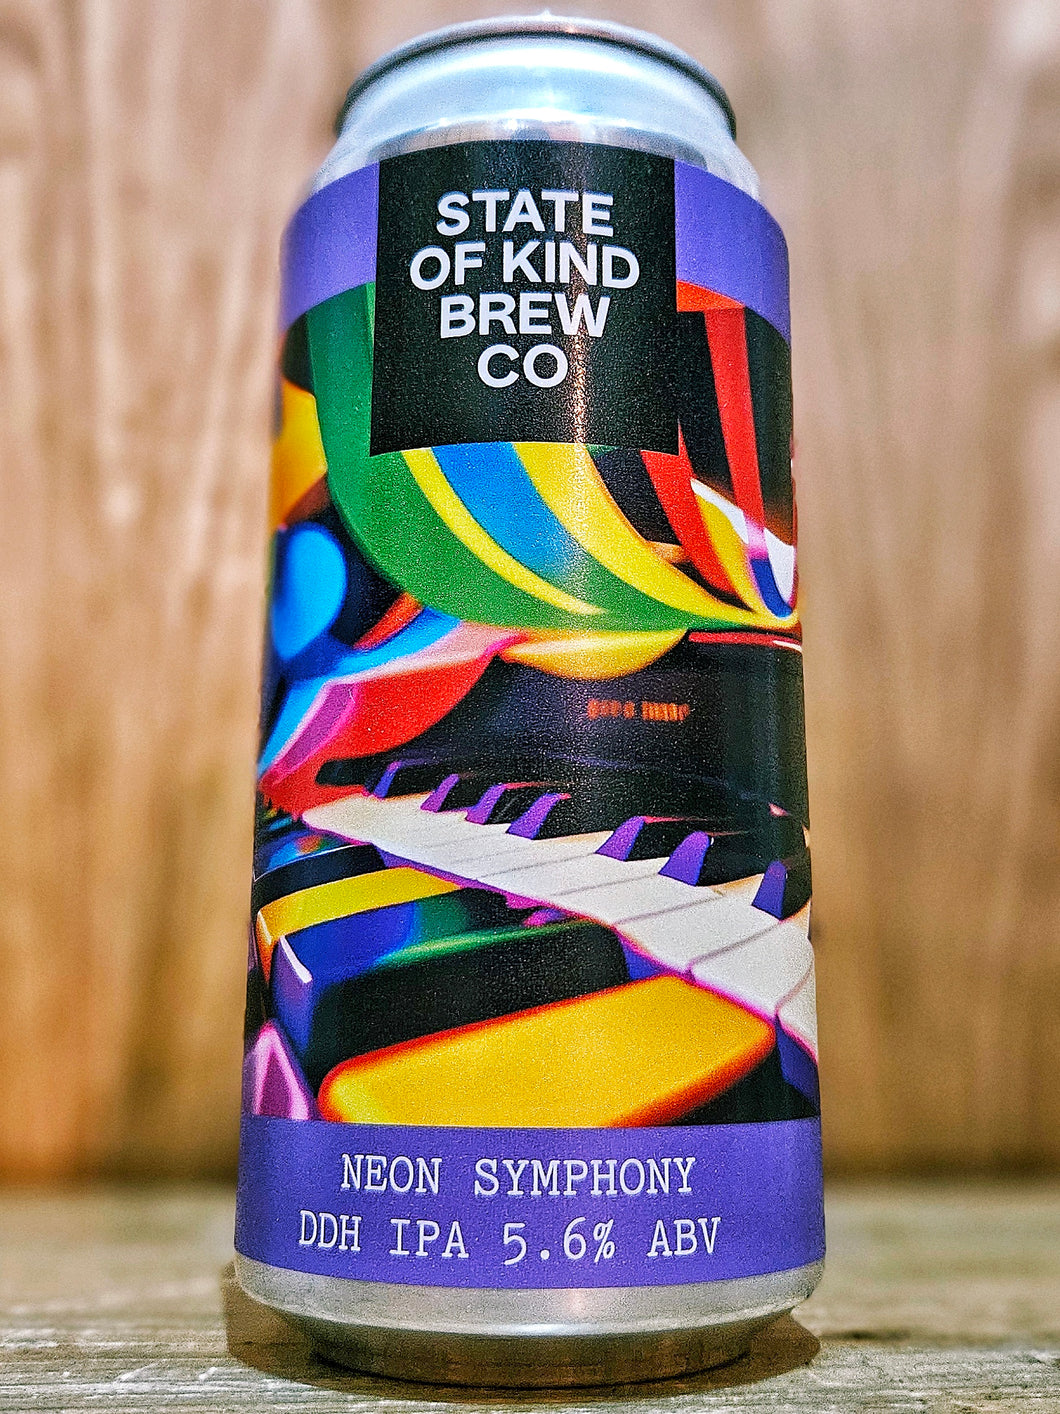 STATE
OF KIND
BREW
CO
NEON SYMPHONY
DDH IPA 5.6% ABV